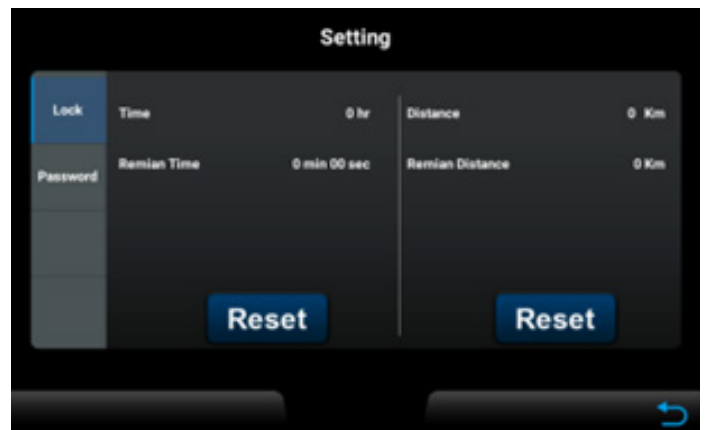 Setting
Lock
Time 0 hr Distance 0 Km
Password
Remian Time 0 min 00 sec Remian Distance 0 Km
Reset Reset